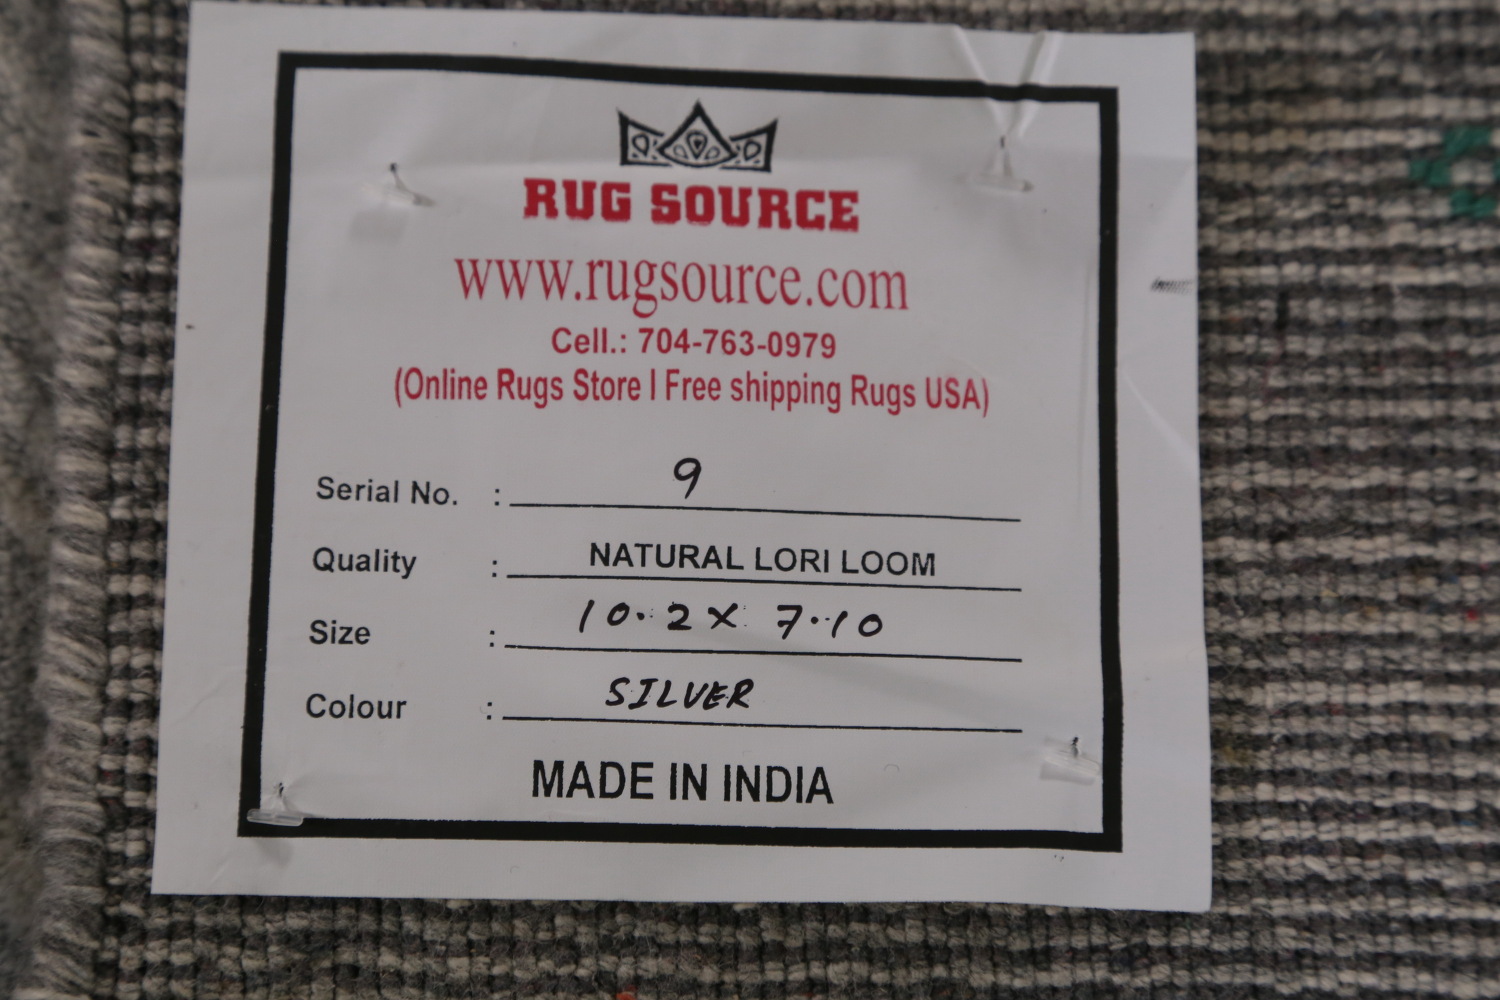 RUG SOURCE
www.rugsource.com
Cell.: 704-763-0979
(Online Rugs Store | Free shipping Rugs USA)
Serial No. : 9
Quality : NATURAL LORI LOOM
Size : 10.2 x 7.10
Colour : SILVER
MADE IN INDIA